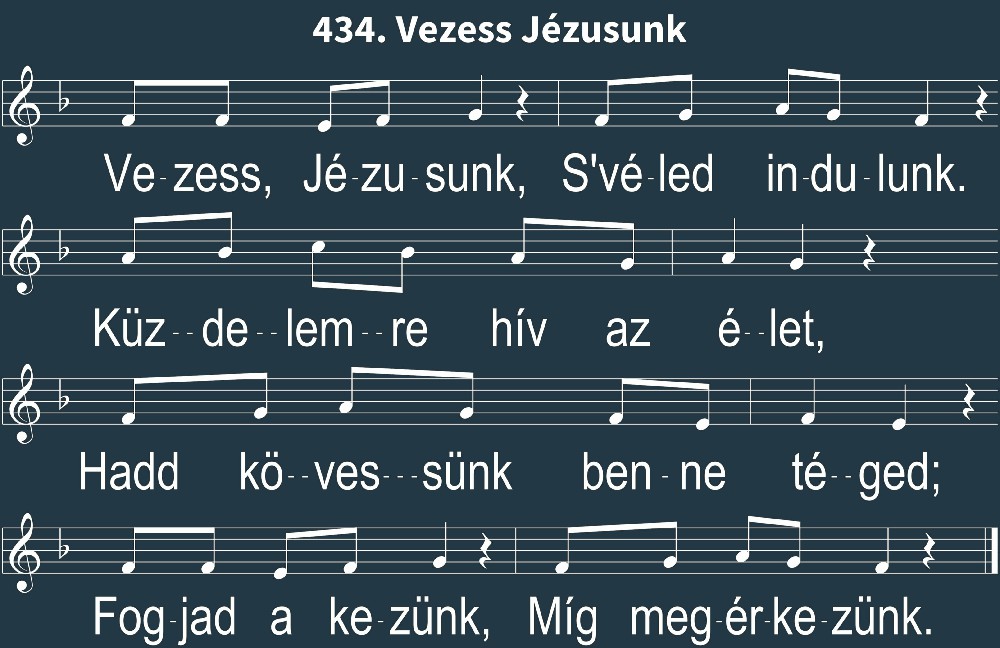 434. Vezess Jézusunk
Ve-zess, Jé-zu-sunk, S'vé-led in-du-lunk.
Küz--de--lem--re hív az é--let,
Hadd kö--ves---sünk ben-ne té--ged;
Fog-jad a ke-zünk, Míg meg-ér-ke-zünk.